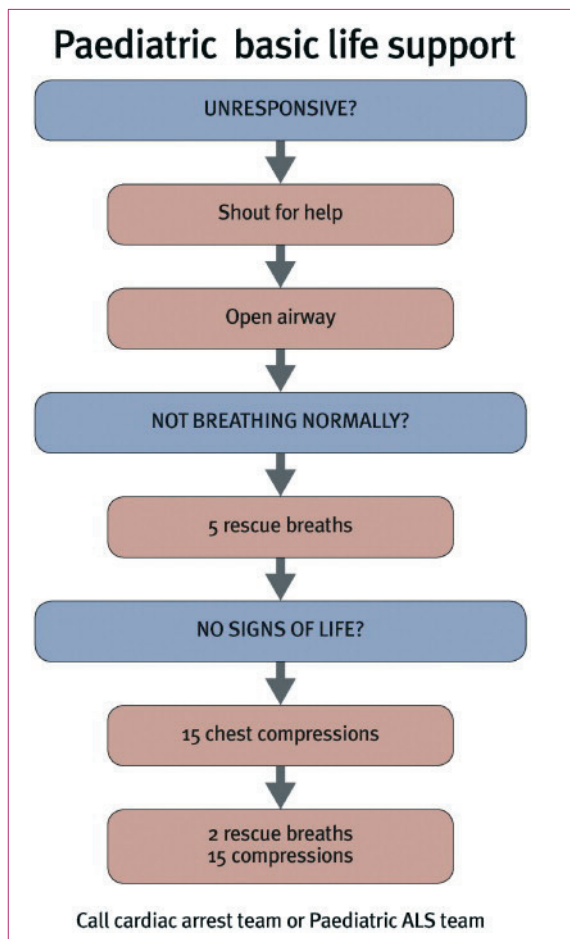 Paediatric basic life support
UNRESPONSIVE?
Shout for help
Open airway
NOT BREATHING NORMALLY?
5 rescue breaths
NO SIGNS OF LIFE?
15 chest compressions
2 rescue breaths
15 compressions
Call cardiac arrest team or Paediatric ALS team